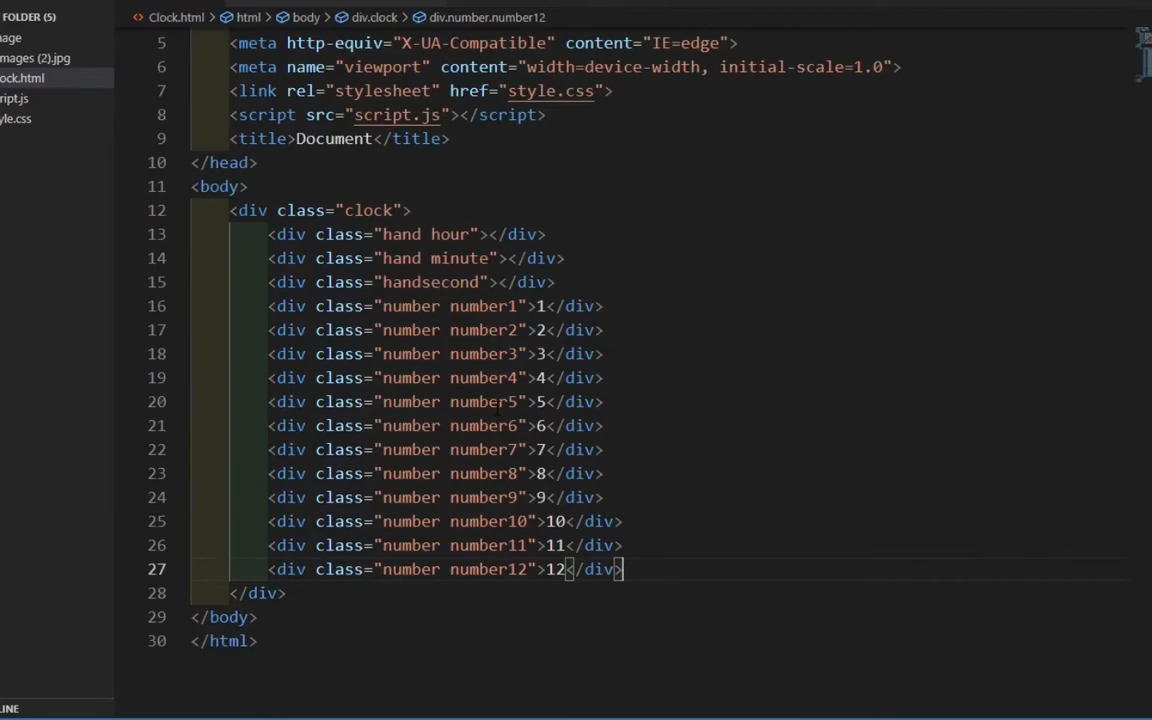 FOLDER (5)
Clock.html > html > body > div.clock > div.number.number12
nage
mages (2).jpg
ock.html
ript.js
yle.css
5 <meta http-equiv="X-UA-Compatible" content="IE=edge">
6 <meta name="viewport" content="width=device-width, initial-scale=1.0">
7 <link rel="stylesheet" href="style.css">
8 <script src="script.js"></script>
9 <title>Document</title>
10 </head>
11 <body>
12 <div class="clock">
13 <div class="hand hour"></div>
14 <div class="hand minute"></div>
15 <div class="handsecond"></div>
16 <div class="number number1">1</div>
17 <div class="number number2">2</div>
18 <div class="number number3">3</div>
19 <div class="number number4">4</div>
20 <div class="number number5">5</div>
21 <div class="number number6">6</div>
22 <div class="number number7">7</div>
23 <div class="number number8">8</div>
24 <div class="number number9">9</div>
25 <div class="number number10">10</div>
26 <div class="number number11">11</div>
27 <div class="number number12">12</div>
28 </div>
29 </body>
30 </html>
LINE